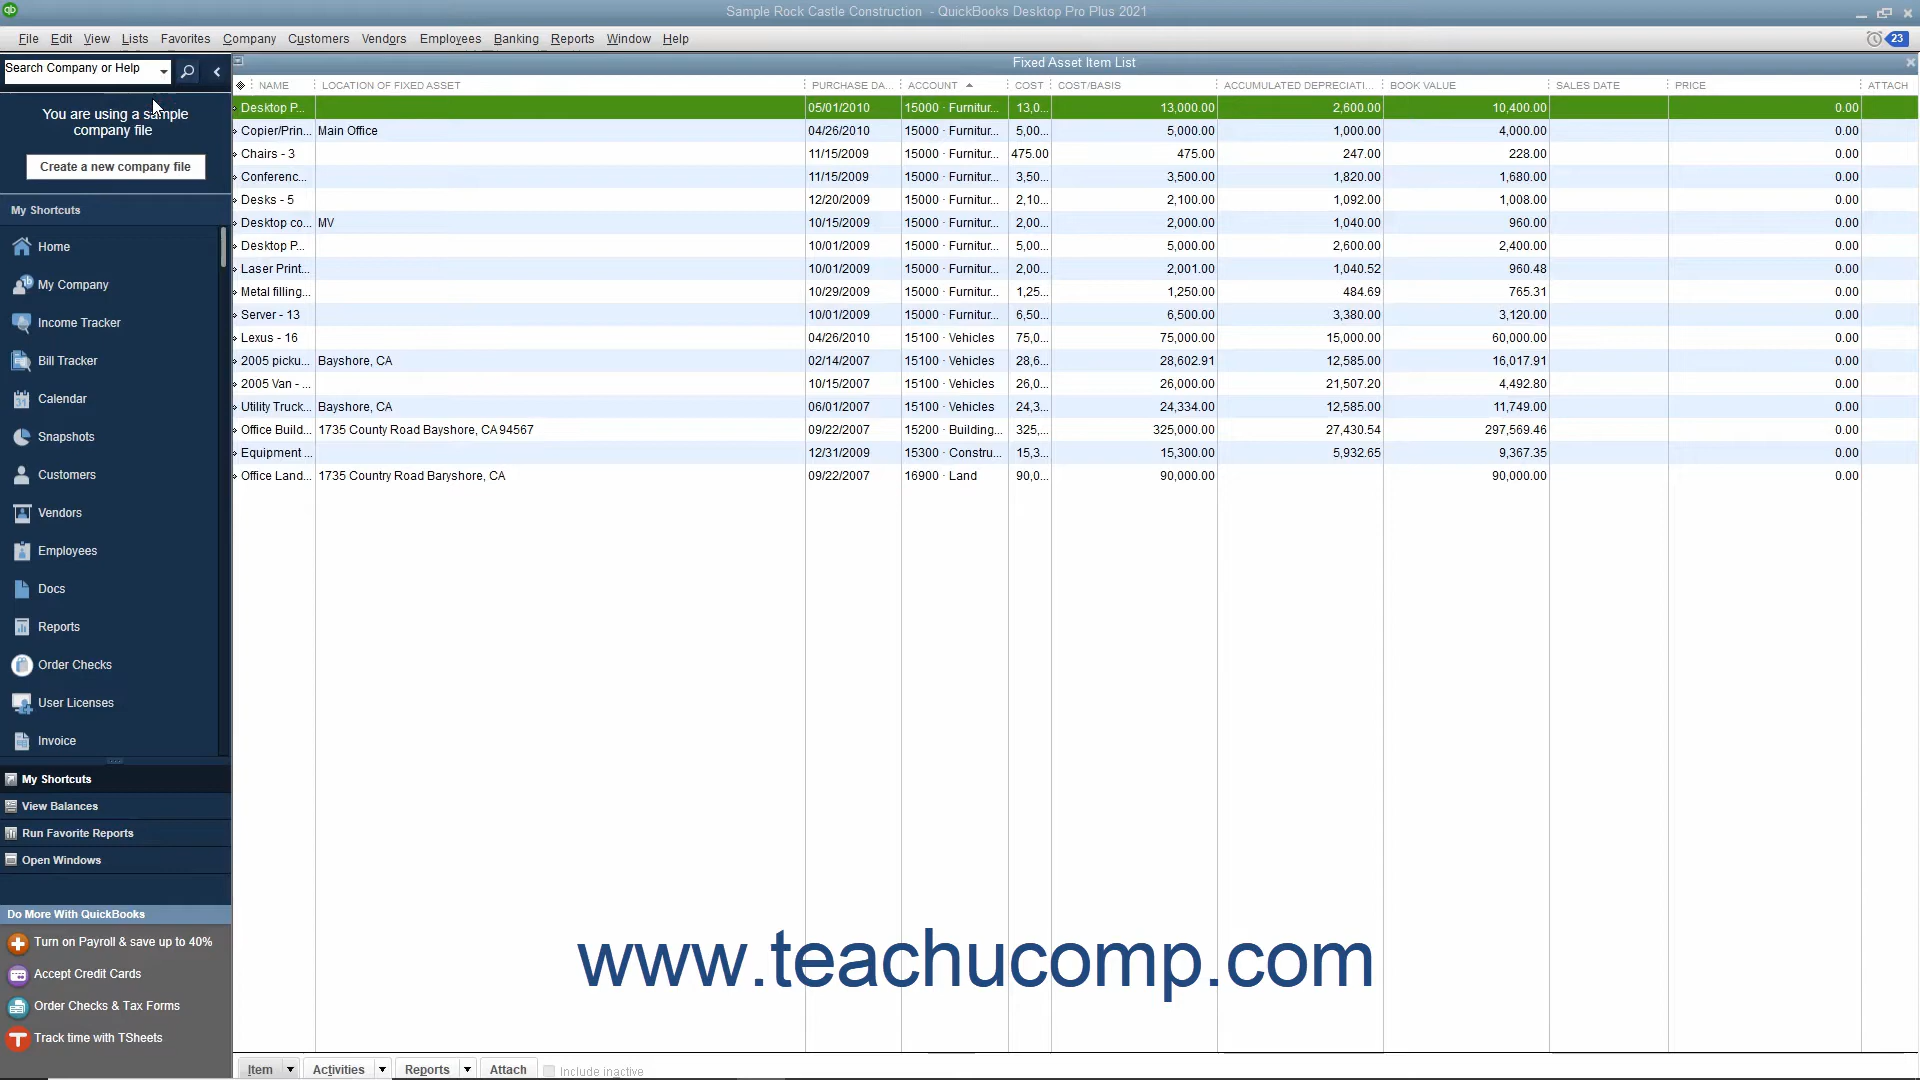 Sample Rock Castle Construction - QuickBooks Desktop Pro Plus 2021
File Edit View Lists Favorites Company Customers Vendors Employees Banking Reports Window Help
23
Search Company or Help
You are using a sample
company file
Create a new company file
My Shortcuts
Home
My Company
Income Tracker
Bill Tracker
Calendar
Snapshots
Customers
Vendors
Employees
Docs
Reports
Order Checks
User Licenses
Invoice
My Shortcuts
View Balances
Run Favorite Reports
Open Windows
Do More With QuickBooks
Turn on Payroll & save up to 40%
Accept Credit Cards
Order Checks & Tax Forms
Track time with TSheets
Fixed Asset Item List
NAME LOCATION OF FIXED ASSET PURCHASE DA... ACCOUNT COST COST/BASIS ACCUMULATED DEPRECIATI... BOOK VALUE SALES DATE PRICE ATTACH
Desktop P... 05/01/2010 15000 · Furnitur... 13,0... 13,000.00 2,600.00 10,400.00 0.00
Copier/Prin... Main Office 04/26/2010 15000 · Furnitur... 5,00... 5,000.00 1,000.00 4,000.00 0.00
Chairs - 3 11/15/2009 15000 · Furnitur... 475.00 475.00 247.00 228.00 0.00
Conferenc... 11/15/2009 15000 · Furnitur... 3,50... 3,500.00 1,820.00 1,680.00 0.00
Desks - 5 12/20/2009 15000 · Furnitur... 2,10... 2,100.00 1,092.00 1,008.00 0.00
Desktop co... MV 10/15/2009 15000 · Furnitur... 2,00... 2,000.00 1,040.00 960.00 0.00
Desktop P... 10/01/2009 15000 · Furnitur... 5,00... 5,000.00 2,600.00 2,400.00 0.00
Laser Print... 10/01/2009 15000 · Furnitur... 2,00... 2,001.00 1,040.52 960.48 0.00
Metal filling... 10/29/2009 15000 · Furnitur... 1,25... 1,250.00 484.69 765.31 0.00
Server - 13 10/01/2009 15000 · Furnitur... 6,50... 6,500.00 3,380.00 3,120.00 0.00
Lexus - 16 04/26/2010 15100 · Vehicles 75,0... 75,000.00 15,000.00 60,000.00 0.00
2005 picku... Bayshore, CA 02/14/2007 15100 · Vehicles 28,6... 28,602.91 12,585.00 16,017.91 0.00
2005 Van - ... 10/15/2007 15100 · Vehicles 26,0... 26,000.00 21,507.20 4,492.80 0.00
Utility Truck... Bayshore, CA 06/01/2007 15100 · Vehicles 24,3... 24,334.00 12,585.00 11,749.00 0.00
Office Build... 1735 County Road Bayshore, CA 94567 09/22/2007 15200 · Building... 325,... 325,000.00 27,430.54 297,569.46 0.00
Equipment ... 12/31/2009 15300 · Constru... 15,3... 15,300.00 5,932.65 9,367.35 0.00
Office Land... 1735 Country Road Baryshore, CA 09/22/2007 16900 · Land 90,0... 90,000.00 90,000.00 0.00
www.teachucomp.com
Item Activities Reports Attach Include inactive